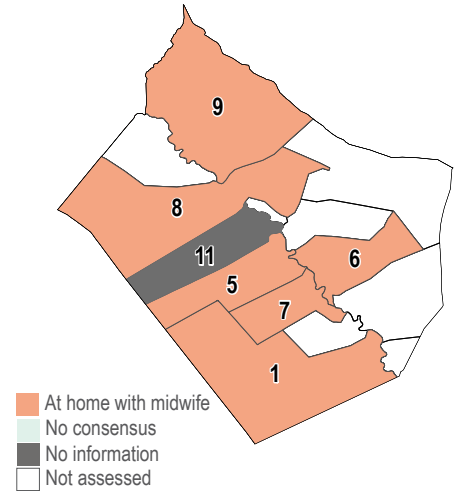 9
8
11
6
5
7
1
At home with midwife
No consensus
No information
Not assessed